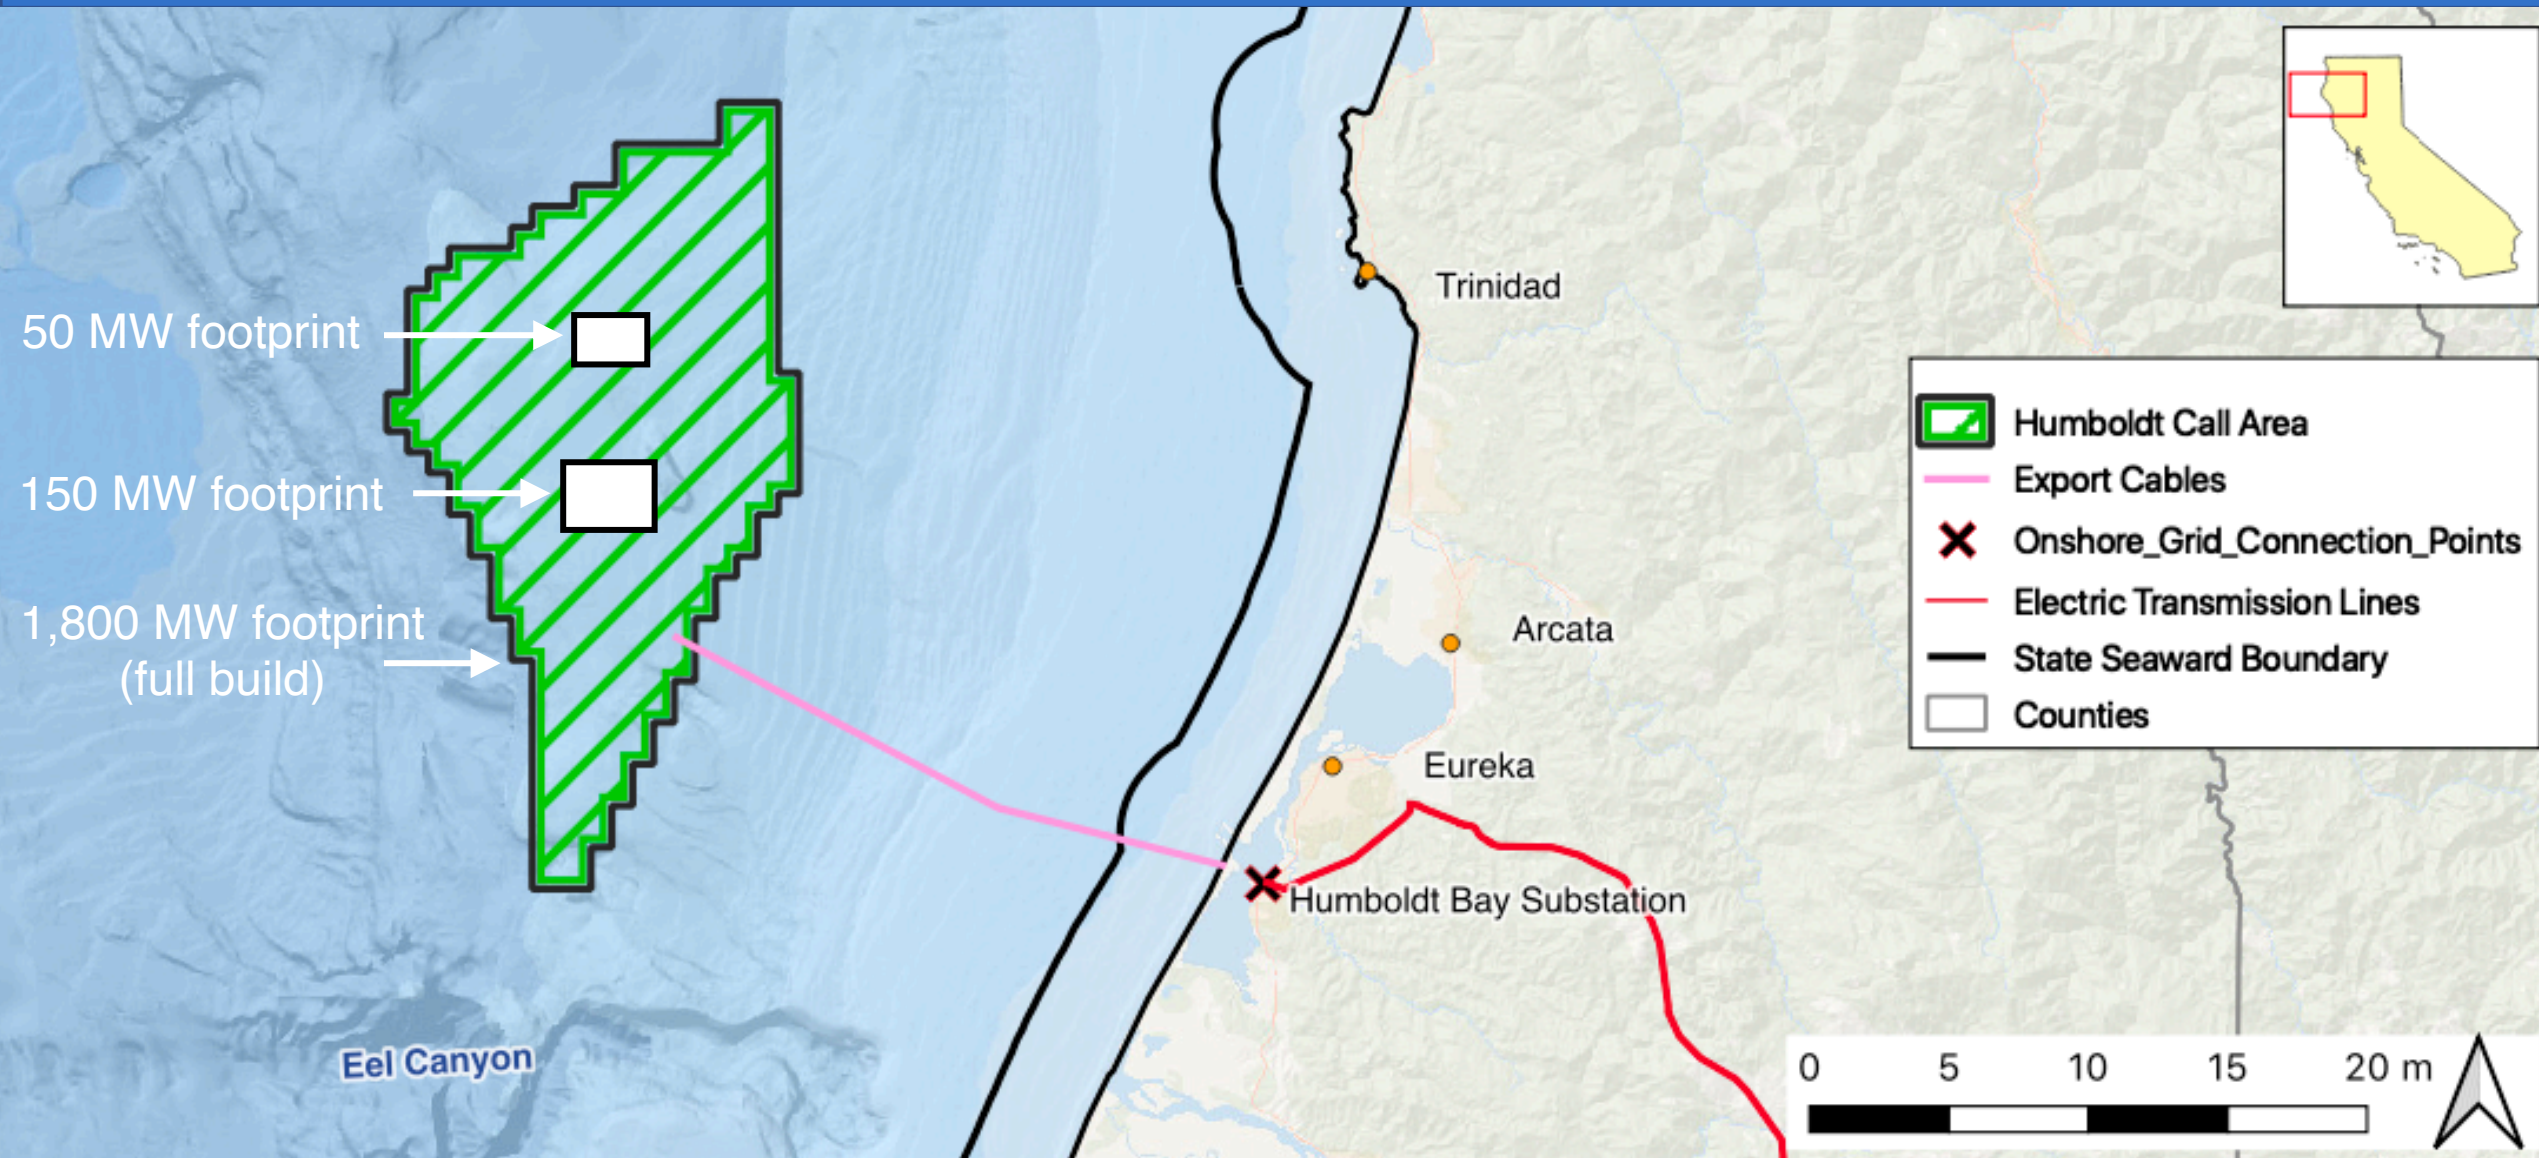 50 MW footprint
150 MW footprint
1,800 MW footprint
(full build)
Trinidad
Arcata
Eureka
Humboldt Bay Substation
Eel Canyon
Humboldt Call Area
Export Cables
Onshore_Grid_Connection_Points
Electric Transmission Lines
State Seaward Boundary
Counties
0 5 10 15 20 m